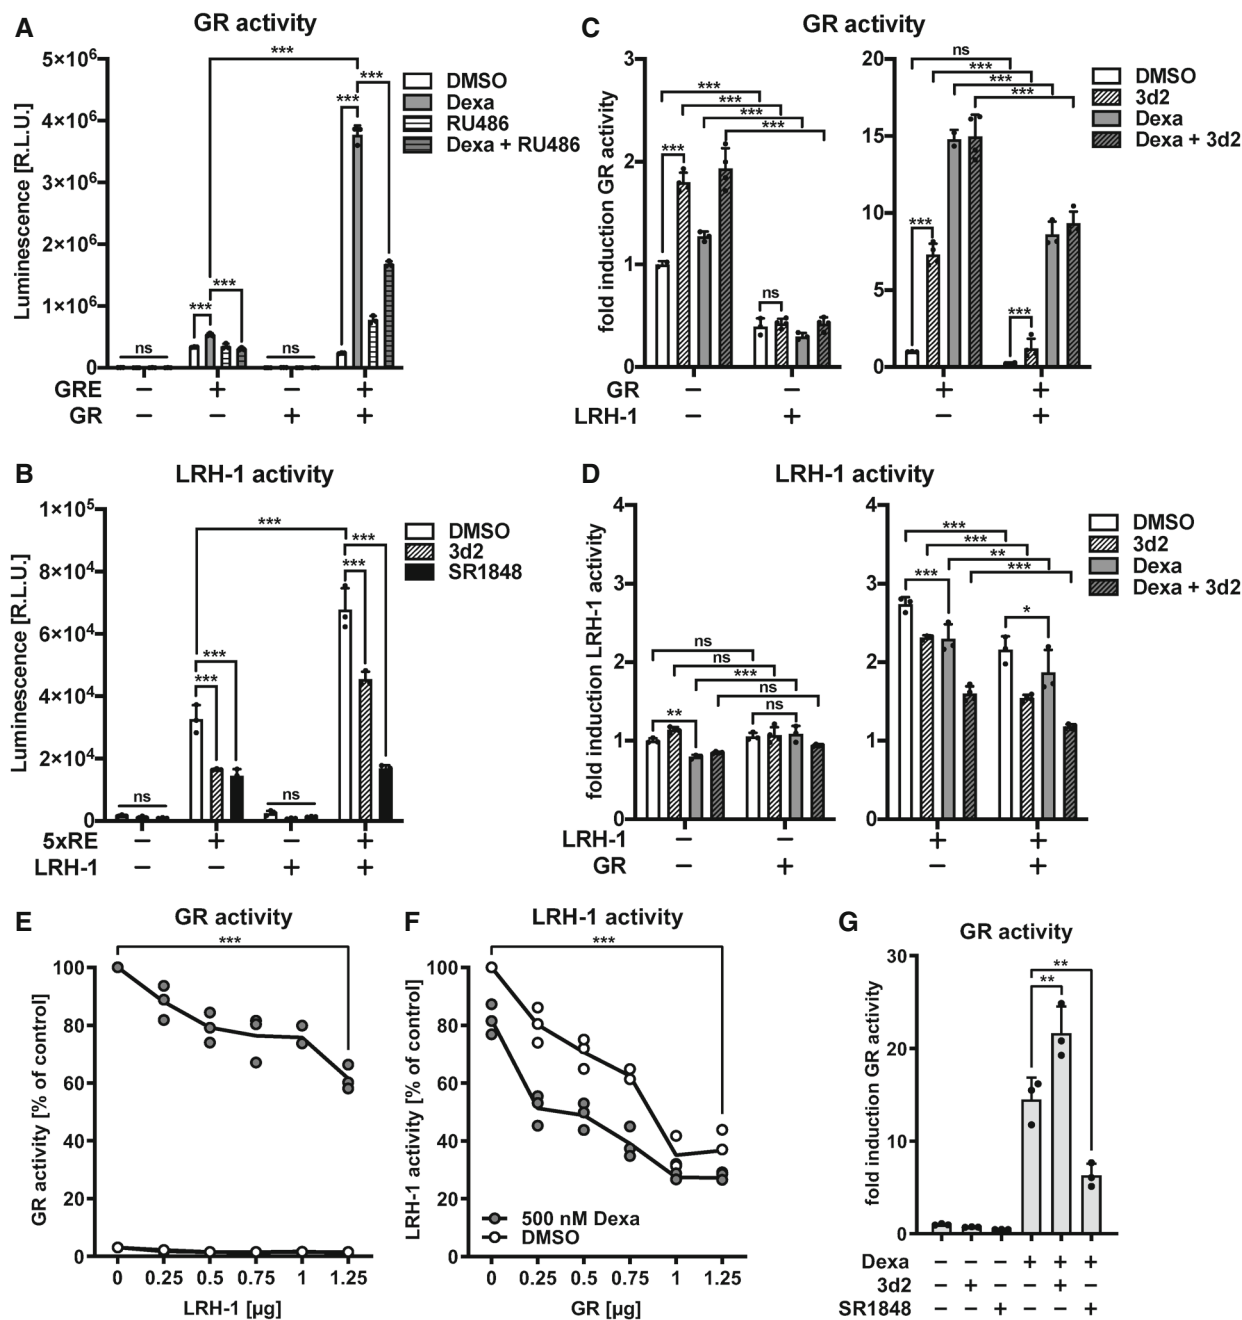 A
GR activity
Luminescence [R.L.U.]
5×10⁶
4×10⁶
3×10⁶
2×10⁶
1×10⁶
0
ns
***
***
ns
***
***
***
DMSO
Dexa
RU486
Dexa + RU486
GRE − + − +
GR − − + +
C
GR activity
fold induction GR activity
3
2
1
0
***
***
***
***
***
ns
20
15
10
5
0
ns
***
***
***
***
***
DMSO
3d2
Dexa
Dexa + 3d2
GR − − + +
LRH-1 − + − +
B
LRH-1 activity
Luminescence [R.L.U.]
1×10⁵
8×10⁴
6×10⁴
4×10⁴
2×10⁴
0
ns
***
***
***
ns
***
***
DMSO
3d2
SR1848
5xRE − + − +
LRH-1 − − + +
D
LRH-1 activity
fold induction LRH-1 activity
4
3
2
1
0
ns
ns
***
ns
**
ns
4
3
2
1
0
***
***
**
***
***
*
DMSO
3d2
Dexa
Dexa + 3d2
LRH-1 − − + +
GR − + − +
E
GR activity
GR activity [% of control]
***
100
80
60
40
20
0
0 0.25 0.5 0.75 1 1.25
LRH-1 [µg]
F
LRH-1 activity
LRH-1 activity [% of control]
***
100
80
60
40
20
0
500 nM Dexa
DMSO
0 0.25 0.5 0.75 1 1.25
GR [µg]
G
GR activity
fold induction GR activity
30
20
10
0
**
**
Dexa − − − + + +
3d2 − + − − + −
SR1848 − − + − − +